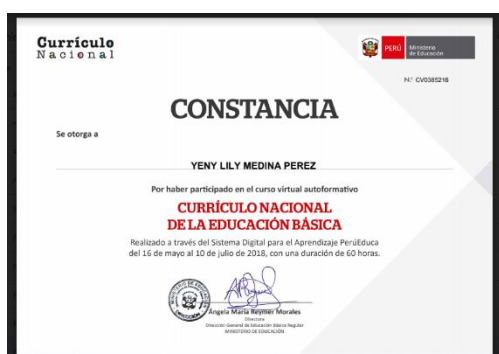 Currículo
Nacional
PERÚ
Ministerio
de Educación
N.° CV0385216
CONSTANCIA
Se otorga a
YENY LILY MEDINA PEREZ
Por haber participado en el curso virtual autoformativo
CURRÍCULO NACIONAL
DE LA EDUCACIÓN BÁSICA
Realizado a través del Sistema Digital para el Aprendizaje PerúEduca
del 16 de mayo al 10 de julio de 2018, con una duración de 60 horas.
Ángela María Reymer Morales
Directora
Dirección General de Educación Básica Regular
MINISTERIO DE EDUCACIÓN